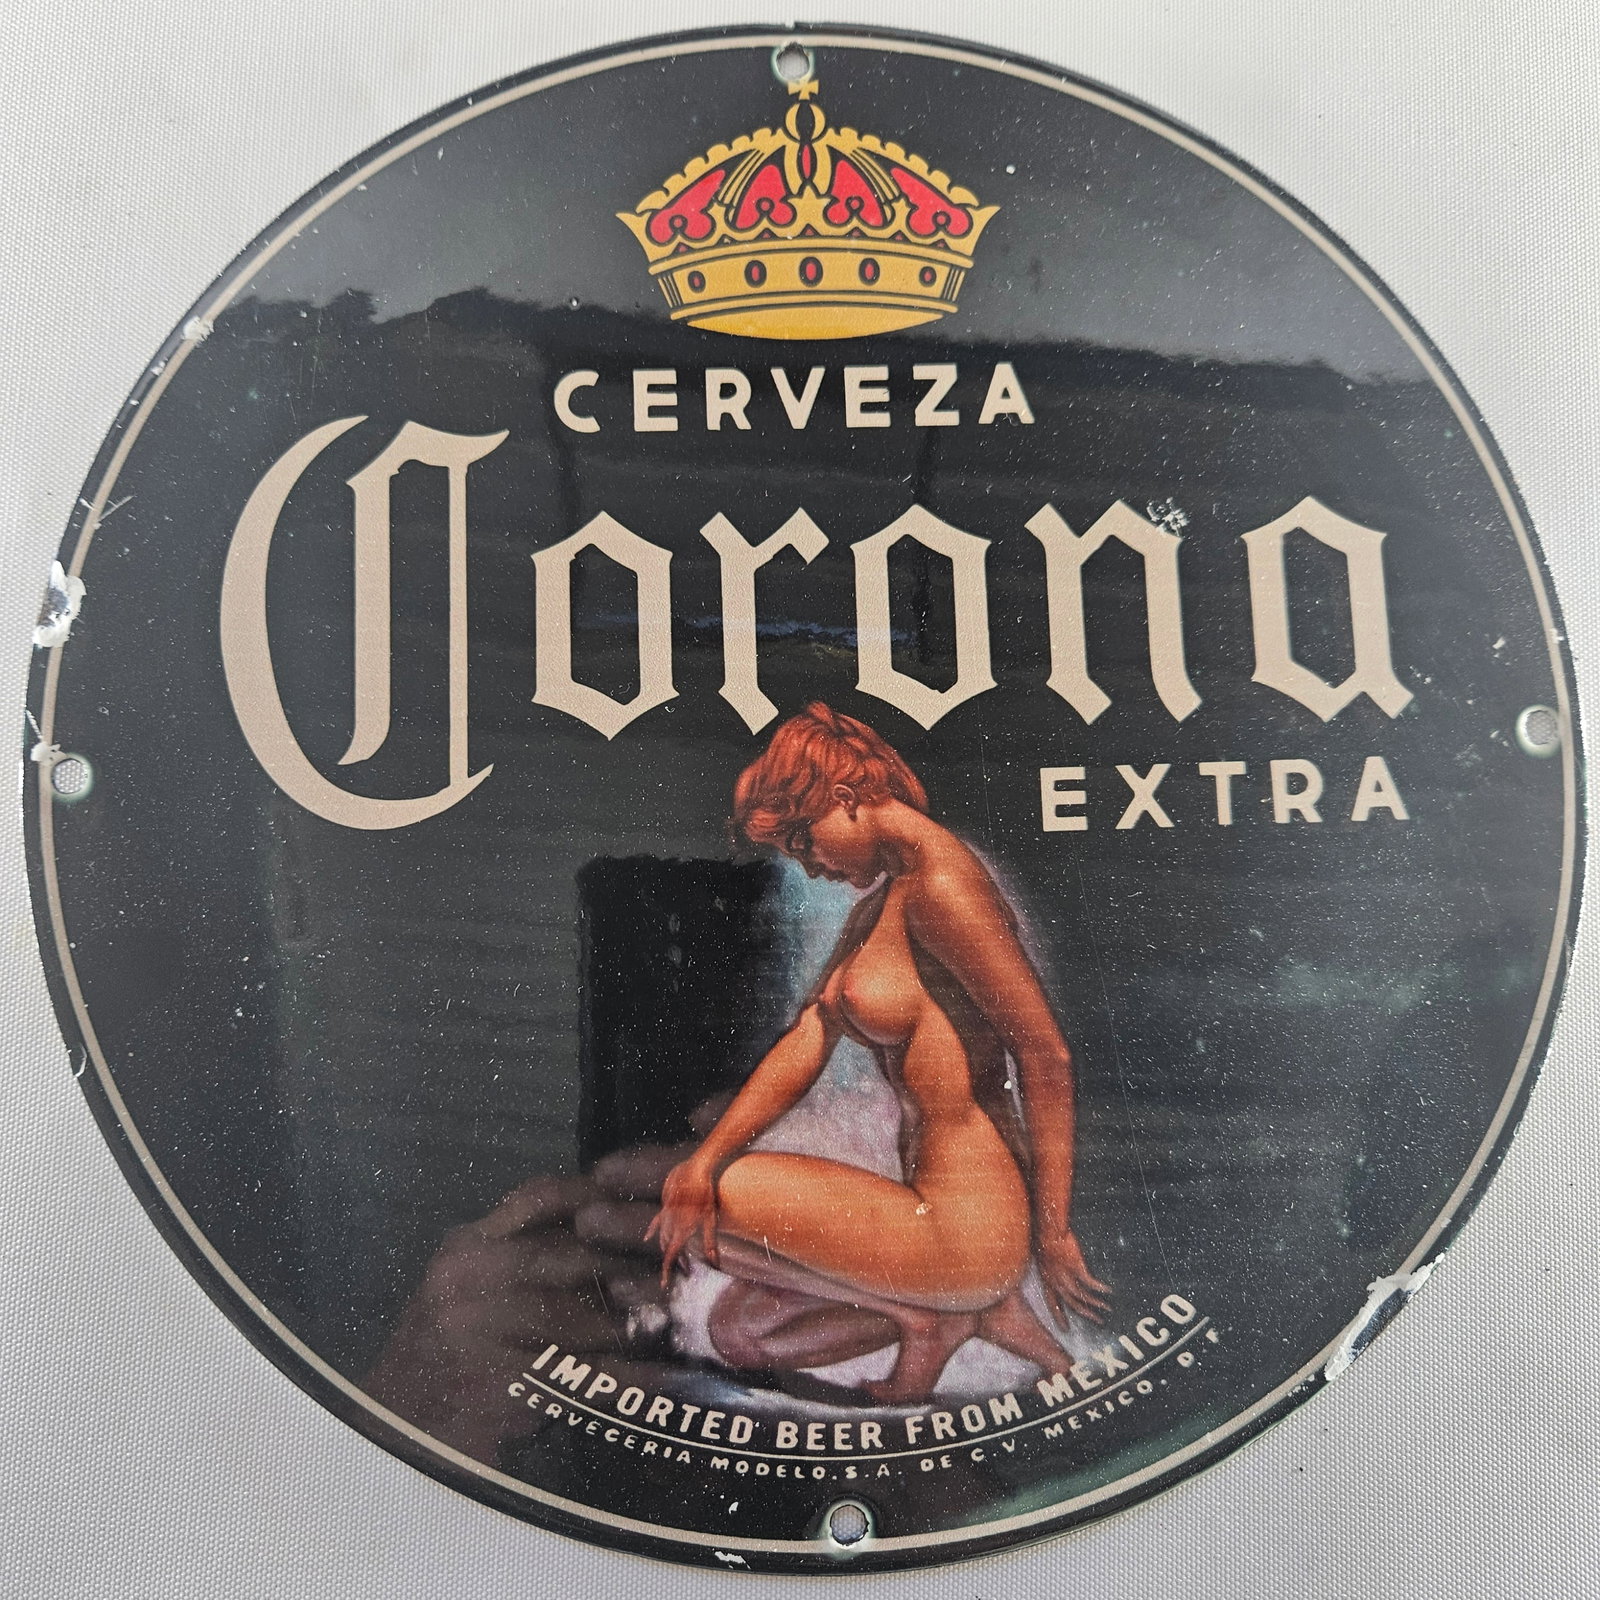 CERVEZA
Corona
EXTRA
IMPORTED BEER FROM MEXICO
CERVECERIA MODELO.S.A. DE C.V. MEXICO. D.F.